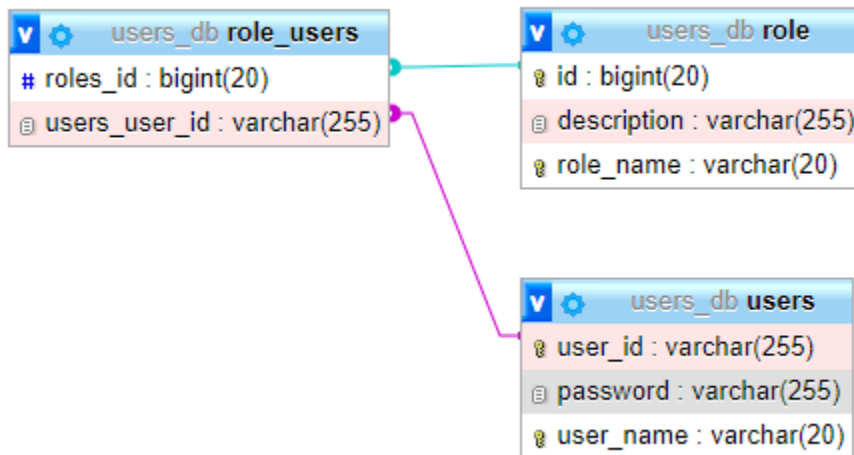 v users_db role_users
# roles_id : bigint(20)
users_user_id : varchar(255)
v users_db role
id : bigint(20)
description : varchar(255)
role_name : varchar(20)
v users_db users
user_id : varchar(255)
password : varchar(255)
user_name : varchar(20)